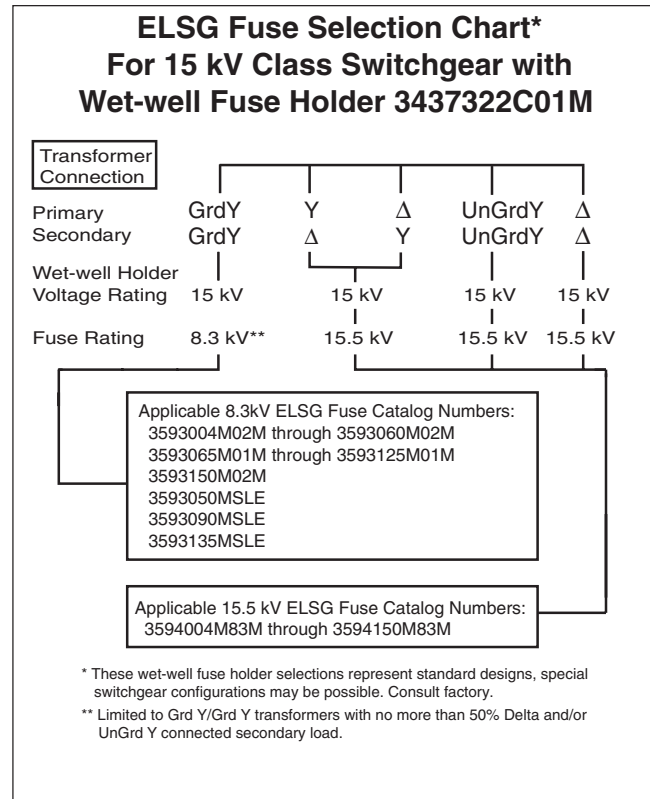 ELSG Fuse Selection Chart*
For 15 kV Class Switchgear with
Wet-well Fuse Holder 3437322C01M
Transformer
Connection
Primary GrdY Y Δ UnGrdY Δ
Secondary GrdY Δ Y UnGrdY Δ
Wet-well Holder
Voltage Rating 15 kV 15 kV 15 kV 15 kV
Fuse Rating 8.3 kV** 15.5 kV 15.5 kV 15.5 kV
Applicable 8.3kV ELSG Fuse Catalog Numbers:
3593004M02M through 3593060M02M
3593065M01M through 3593125M01M
3593150M02M
3593050MSLE
3593090MSLE
3593135MSLE
Applicable 15.5 kV ELSG Fuse Catalog Numbers:
3594004M83M through 3594150M83M
* These wet-well fuse holder selections represent standard designs, special
switchgear configurations may be possible. Consult factory.
** Limited to Grd Y/Grd Y transformers with no more than 50% Delta and/or
UnGrd Y connected secondary load.